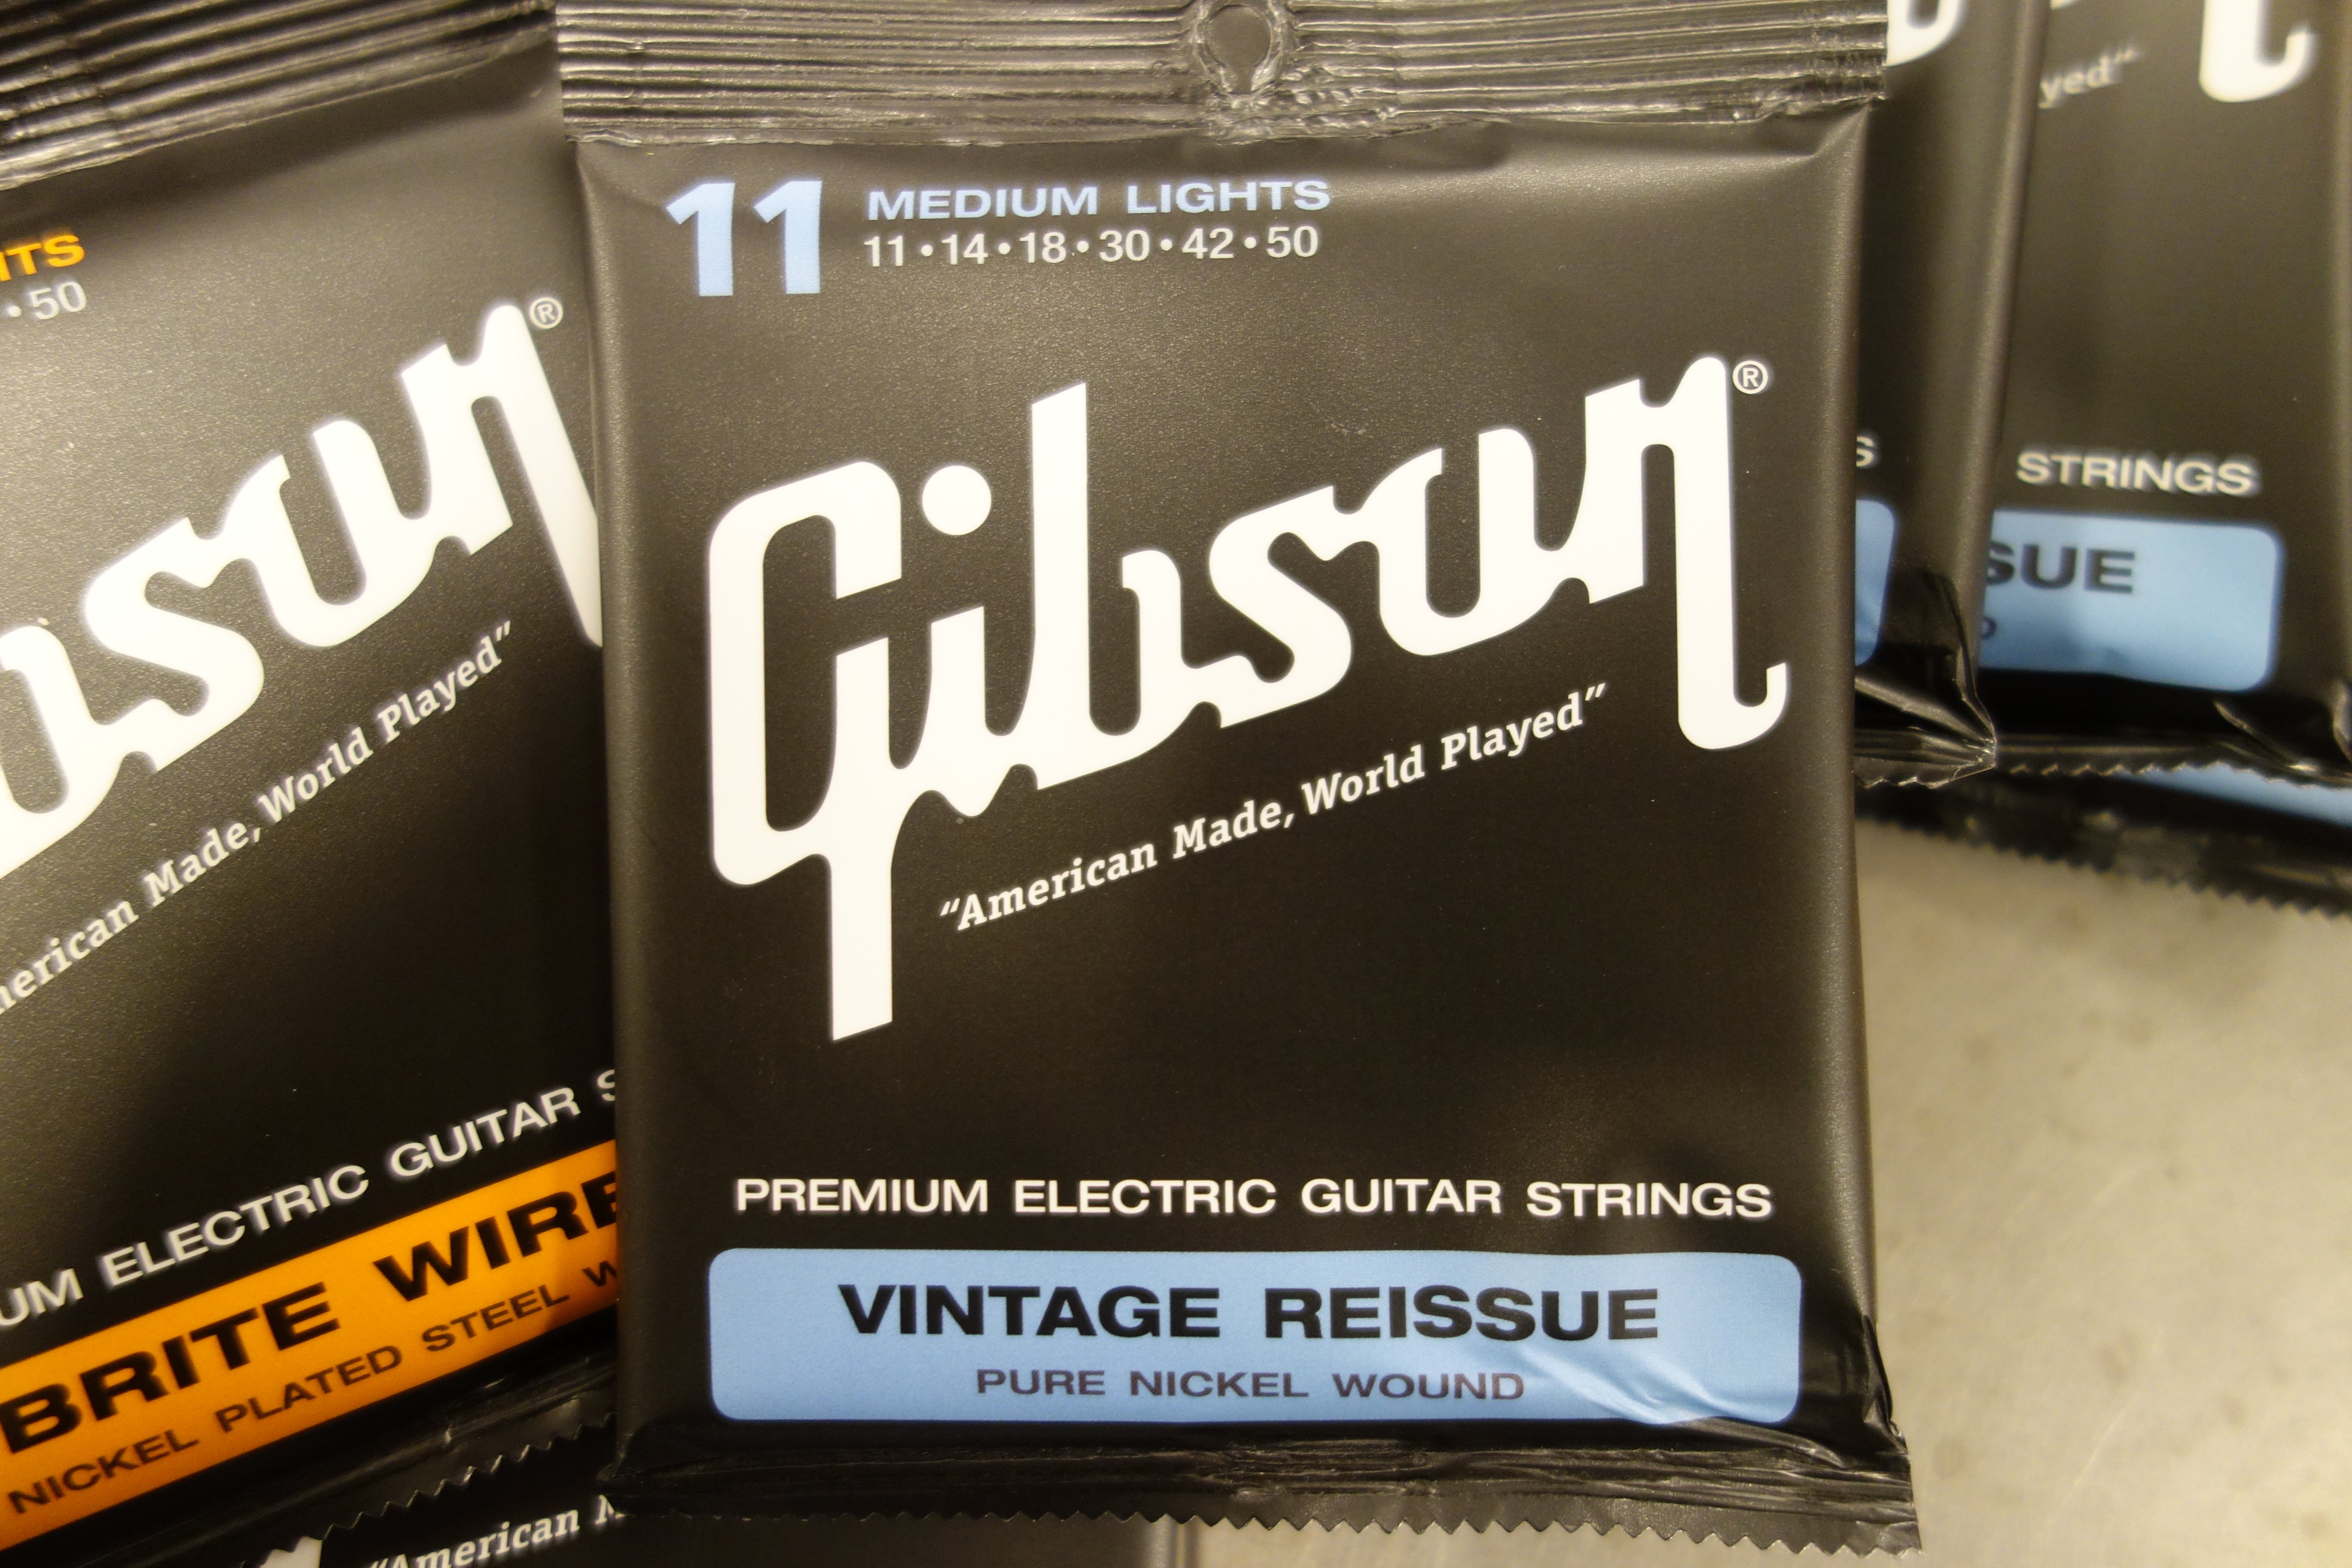 11 MEDIUM LIGHTS
11 • 14 • 18 • 30 • 42 • 50
Gibson®
"American Made, World Played"
PREMIUM ELECTRIC GUITAR STRINGS
VINTAGE REISSUE
PURE NICKEL WOUND
• 50
®
Made, World Played"
ELECTRIC GUITAR
BRITE WIRE
NICKEL PLATED STEEL
"American
STRINGS